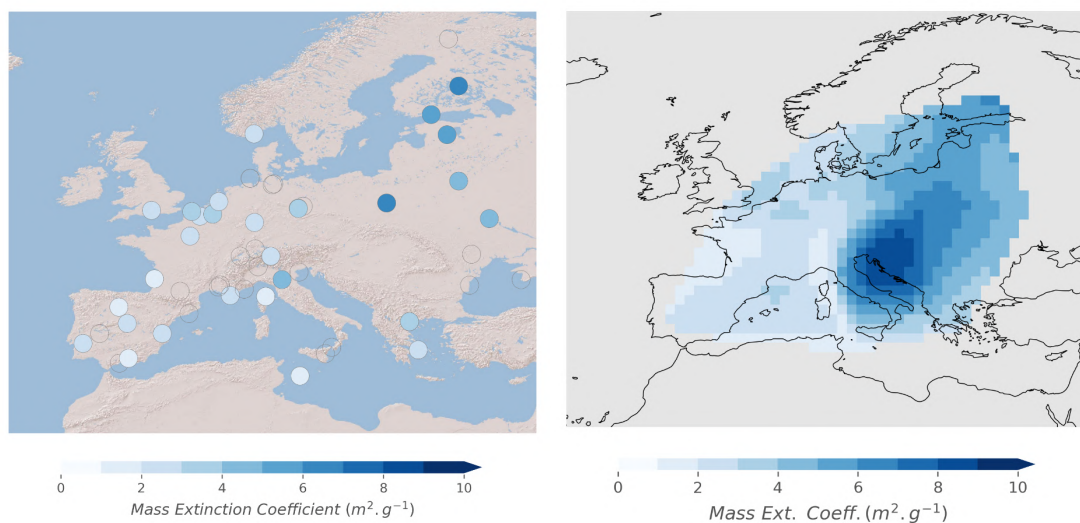 0 2 4 6 8 10
Mass Extinction Coefficient (m².g⁻¹)
0 2 4 6 8 10
Mass Ext. Coeff. (m².g⁻¹)